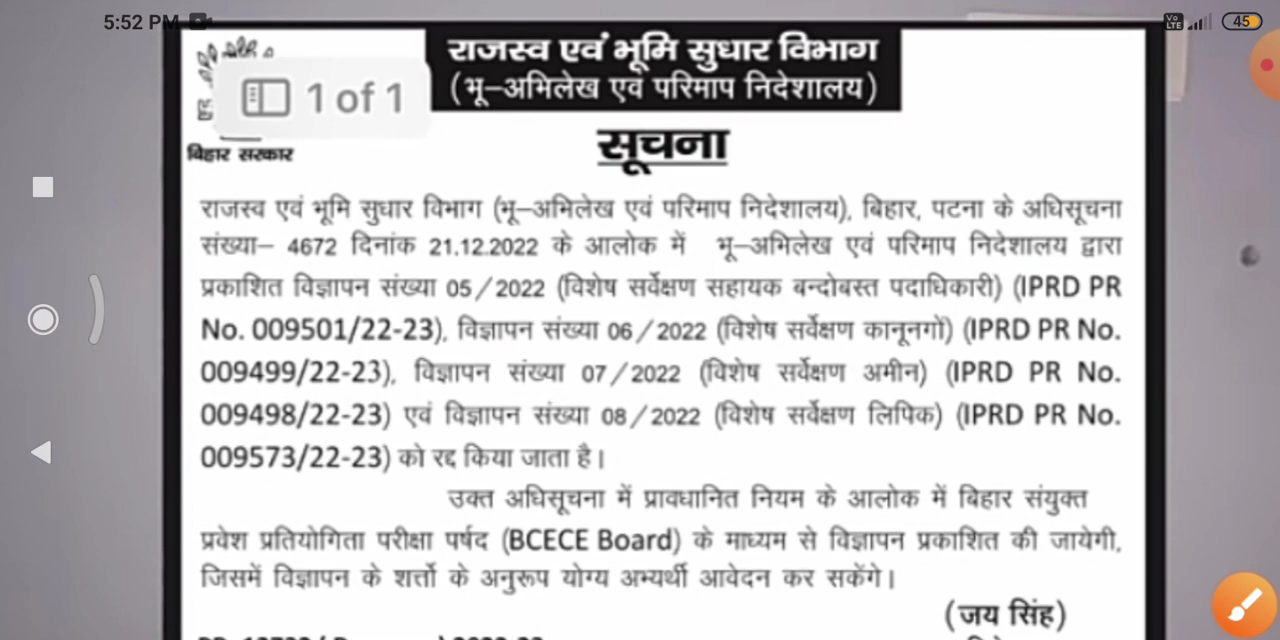 5:52 PM
Vo LTE
45
राजस्व एवं भूमि सुधार विभाग
(भू–अभिलेख एवं परिमाप निदेशालय)
1 of 1
बिहार सरकार
सूचना
राजस्व एवं भूमि सुधार विभाग (भू–अभिलेख एवं परिमाप निदेशालय), बिहार, पटना के अधिसूचना
संख्या– 4672 दिनांक 21.12.2022 के आलोक में भू–अभिलेख एवं परिमाप निदेशालय द्वारा
प्रकाशित विज्ञापन संख्या 05/2022 (विशेष सर्वेक्षण सहायक बन्दोबस्त पदाधिकारी) (IPRD PR
No. 009501/22-23), विज्ञापन संख्या 06/2022 (विशेष सर्वेक्षण कानूनगों) (IPRD PR No.
009499/22-23), विज्ञापन संख्या 07/2022 (विशेष सर्वेक्षण अमीन) (IPRD PR No.
009498/22-23) एवं विज्ञापन संख्या 08/2022 (विशेष सर्वेक्षण लिपिक) (IPRD PR No.
009573/22-23) को रद्द किया जाता है।
उक्त अधिसूचना में प्रावधानित नियम के आलोक में बिहार संयुक्त
प्रवेश प्रतियोगिता परीक्षा पर्षद (BCECE Board) के माध्यम से विज्ञापन प्रकाशित की जायेगी,
जिसमें विज्ञापन के शर्त्तो के अनुरूप योग्य अभ्यर्थी आवेदन कर सकेंगे।
(जय सिंह)